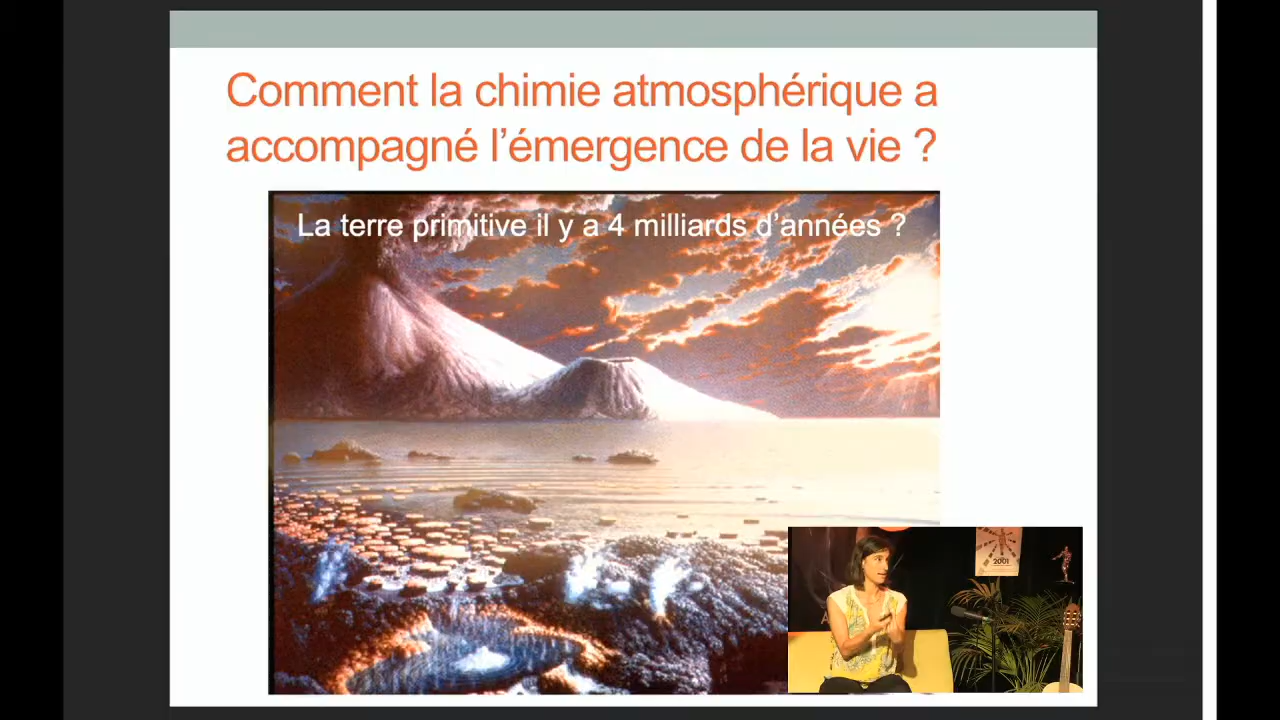 Comment la chimie atmosphérique a
accompagné l’émergence de la vie ?
La terre primitive il y a 4 milliards d’années ?
2001